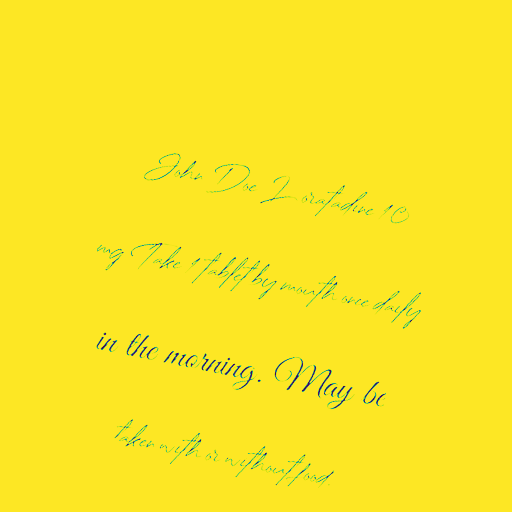 John Doe Loratadine 10
mg Take 1 tablet by mouth once daily
in the morning. May be
taken with or without food